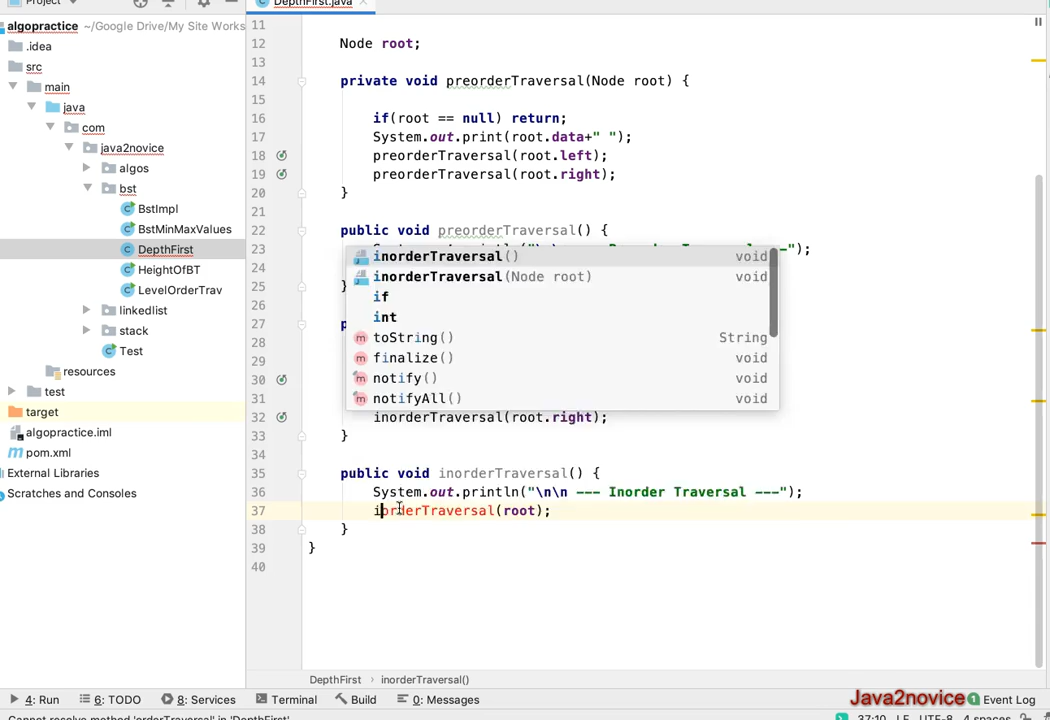 Project
DepthFirst.java
algopractice ~/Google Drive/My Site Works
.idea
src
main
java
com
java2novice
algos
bst
BstImpl
BstMinMaxValues
DepthFirst
HeightOfBT
LevelOrderTrav
linkedlist
stack
Test
resources
test
target
algopractice.iml
pom.xml
External Libraries
Scratches and Consoles
11
12 Node root;
13
14 private void preorderTraversal(Node root) {
15
16 if(root == null) return;
17 System.out.print(root.data+" ");
18 preorderTraversal(root.left);
19 preorderTraversal(root.right);
20 }
21
22 public void preorderTraversal() {
23
24
25 }
26
27 p
28
29
30
31
32 inorderTraversal(root.right);
33 }
34
35 public void inorderTraversal() {
36 System.out.println("\n\n --- Inorder Traversal ---");
37 iorderTraversal(root);
38 }
39 }
40
inorderTraversal() void
inorderTraversal(Node root) void
if
int
toString() String
finalize() void
notify() void
notifyAll() void
DepthFirst › inorderTraversal()
4: Run 6: TODO 8: Services Terminal Build 0: Messages Java2novice 1 Event Log
Cannot resolve method 'orderTraversal' in 'DepthFirst' 37:10 LF UTF-8 4 spaces